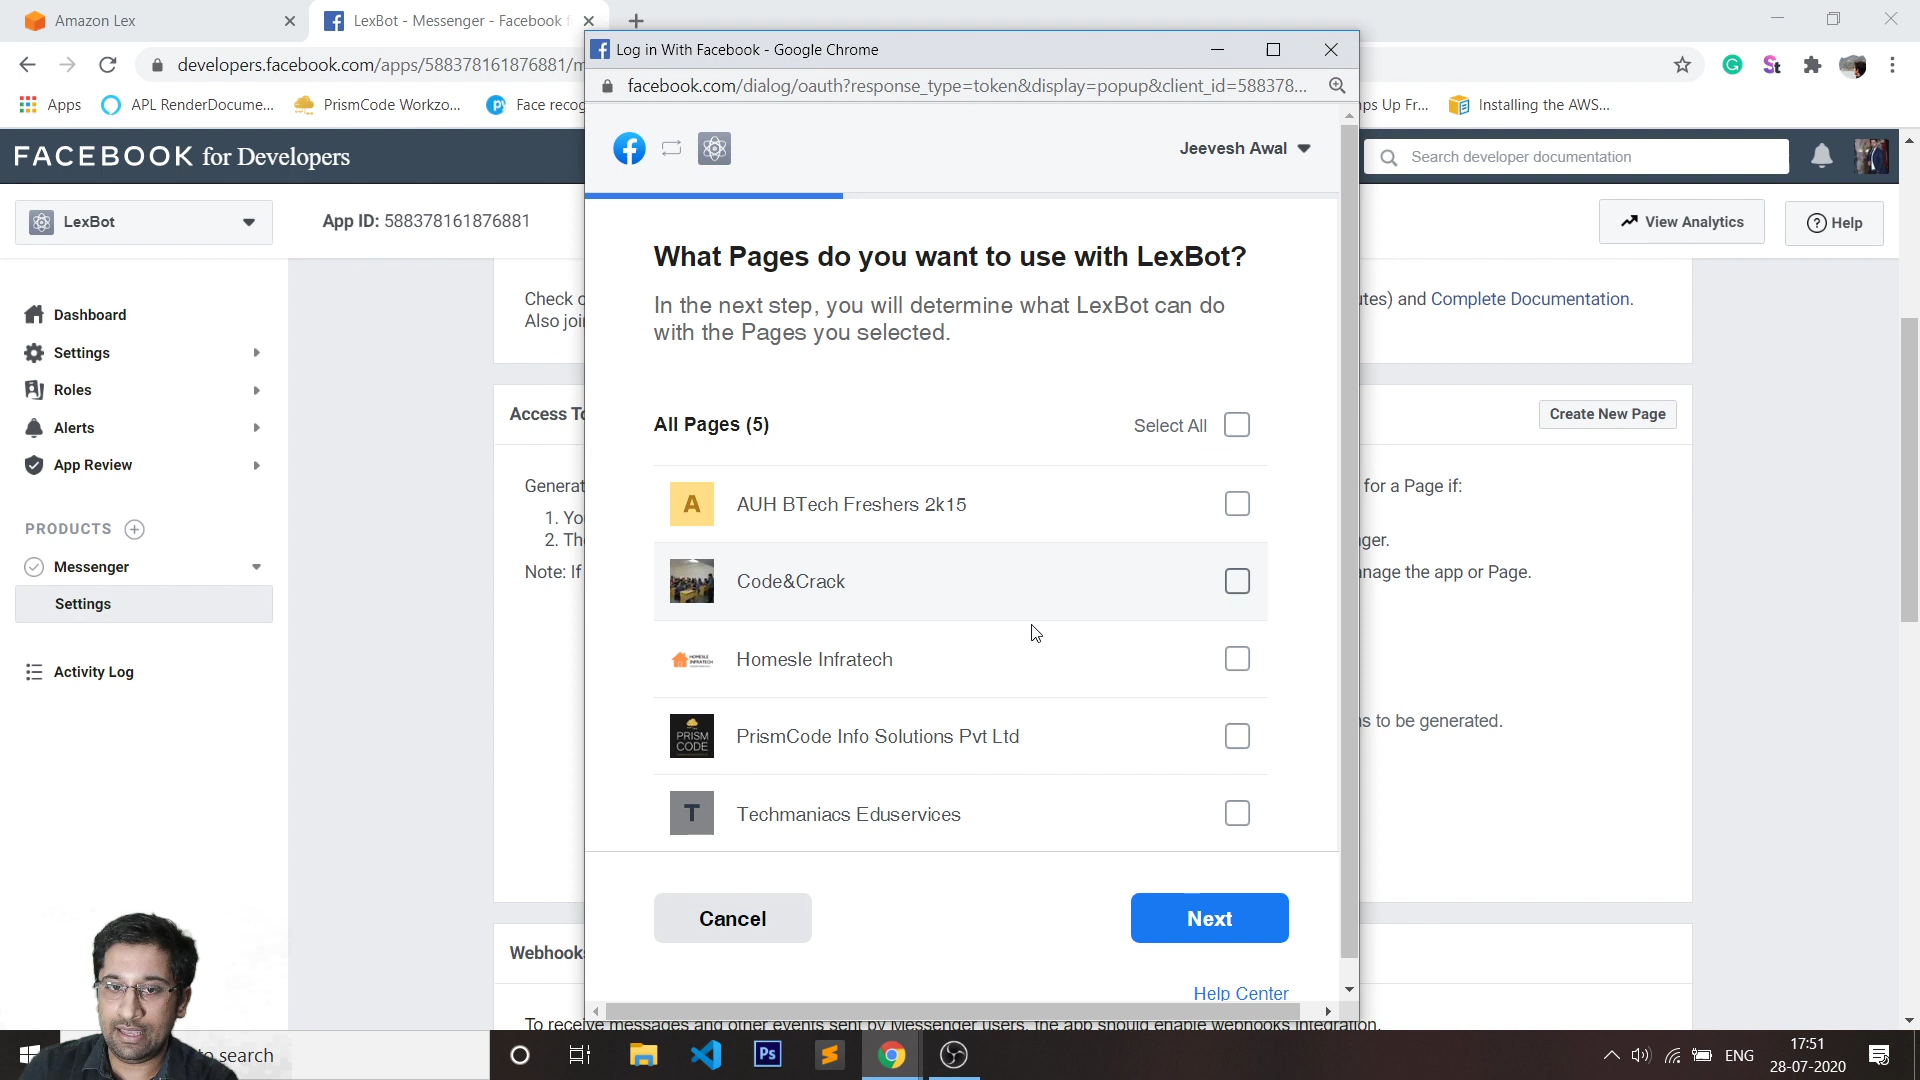 Amazon Lex
LexBot - Messenger - Facebook f
Log in With Facebook - Google Chrome
developers.facebook.com/apps/588378161876881/m
facebook.com/dialog/oauth?response_type=token&display=popup&client_id=588378...
Apps
APL RenderDocume...
PrismCode Workzo...
Face recog
ps Up Fr...
Installing the AWS...
FACEBOOK for Developers
Jeevesh Awal
Search developer documentation
LexBot
App ID: 588378161876881
View Analytics
Help
What Pages do you want to use with LexBot?
In the next step, you will determine what LexBot can do
with the Pages you selected.
Check
Also joi
tes) and Complete Documentation.
Dashboard
Settings
Roles
Alerts
App Review
PRODUCTS
Messenger
Settings
Activity Log
Access To
Create New Page
All Pages (5)
Select All
Generat
for a Page if:
1. Yo
2. Th
ger.
Note: If
nage the app or Page.
A
AUH BTech Freshers 2k15
Code&Crack
HOMESLE
INFRATECH
Homesle Infratech
PRISM
CODE
PrismCode Info Solutions Pvt Ltd
s to be generated.
T
Techmaniacs Eduservices
Cancel
Next
Webhook
Help Center
To receive messages and other events sent by Messenger users, the app should enable webhooks integration.
to search
Ps
ENG
17:51
28-07-2020